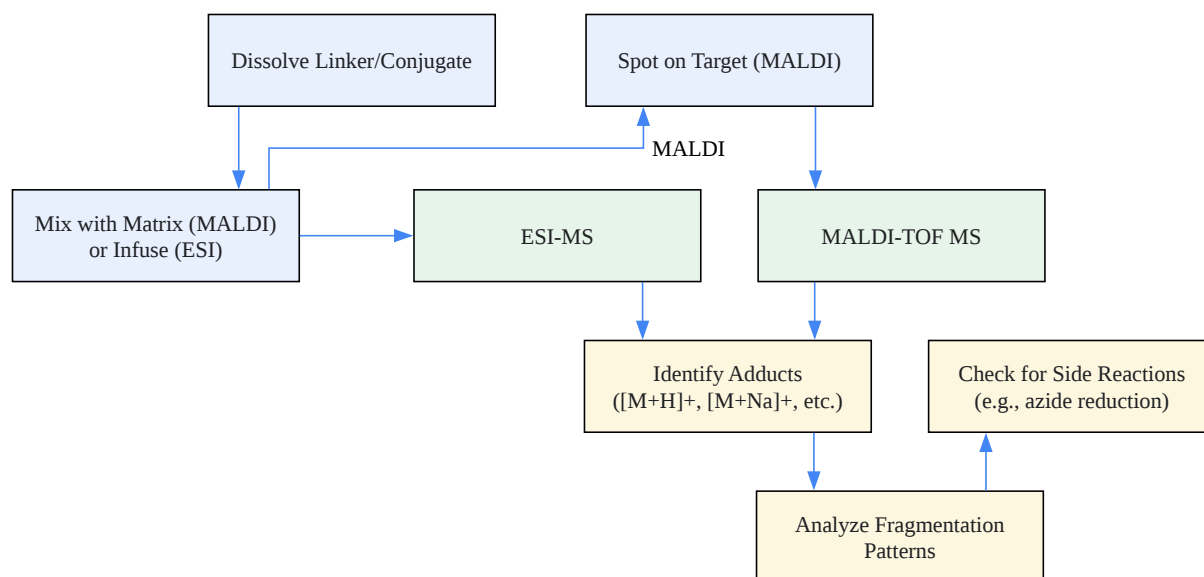 Dissolve Linker/Conjugate
Spot on Target (MALDI)
MALDI
Mix with Matrix (MALDI)
or Infuse (ESI)
ESI-MS
MALDI-TOF MS
Identify Adducts
([M+H]+, [M+Na]+, etc.)
Check for Side Reactions
(e.g., azide reduction)
Analyze Fragmentation
Patterns